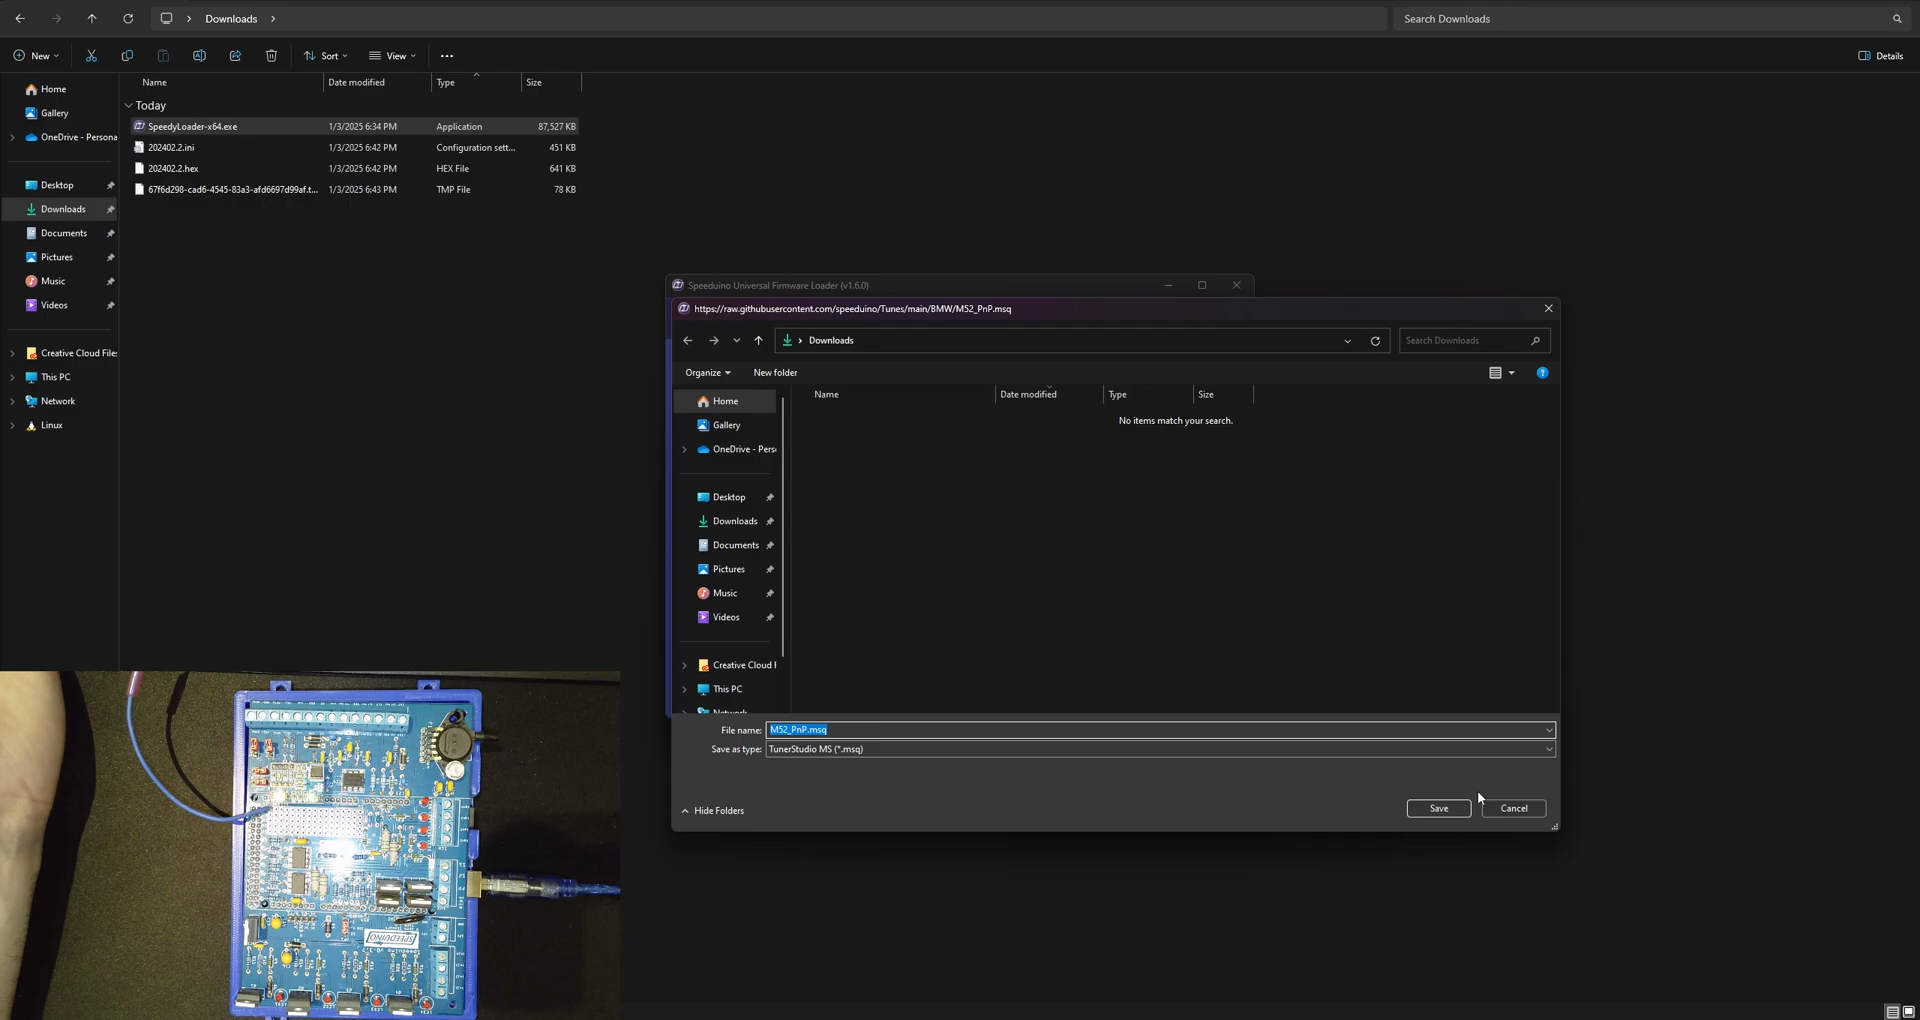 Downloads
Search Downloads
New
Sort
View
Details
Name
Date modified
Type
Size
Home
Gallery
OneDrive - Persona
Desktop
Downloads
Documents
Pictures
Music
Videos
Creative Cloud Files
This PC
Network
Linux
Today
SpeedyLoader-x64.exe 1/3/2025 6:34 PM Application 87,527 KB
202402.2.ini 1/3/2025 6:42 PM Configuration sett... 451 KB
202402.2.hex 1/3/2025 6:42 PM HEX File 641 KB
67f6d298-cad6-4545-83a3-afd6697d99af.t... 1/3/2025 6:43 PM TMP File 78 KB
Speeduino Universal Firmware Loader (v1.6.0)
https://raw.githubusercontent.com/speeduino/Tunes/main/BMW/M52_PnP.msq
Downloads
Search Downloads
Organize
New folder
Name
Date modified
Type
Size
No items match your search.
Home
Gallery
OneDrive - Pers
Desktop
Downloads
Documents
Pictures
Music
Videos
Creative Cloud F
This PC
Network
File name: M52_PnP.msq
Save as type: TunerStudio MS (*.msq)
Hide Folders
Save
Cancel
SPEEDUINO